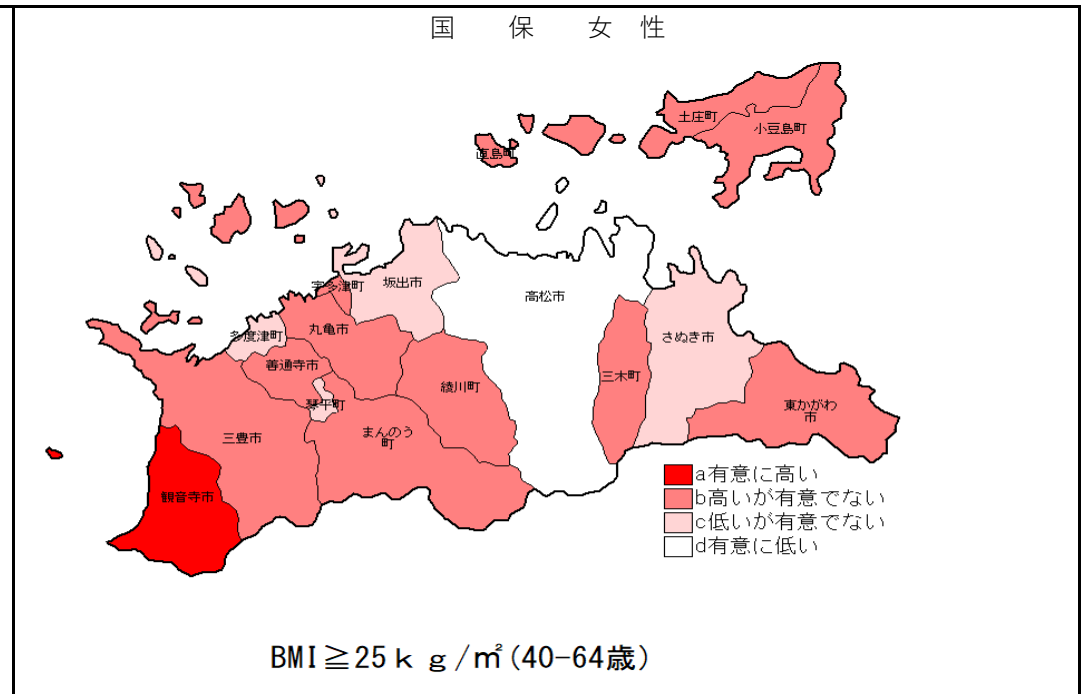 国 保 女 性
土庄町
小豆島町
直島町
宇多津町
坂出市
高松市
多度津町
丸亀市
さぬき市
善通寺市
綾川町
三木町
琴平町
東かがわ
市
まんのう
町
三豊市
観音寺市
a有意に高い
b高いが有意でない
c低いが有意でない
d有意に低い
BMI≧25kg/㎡(40-64歳)